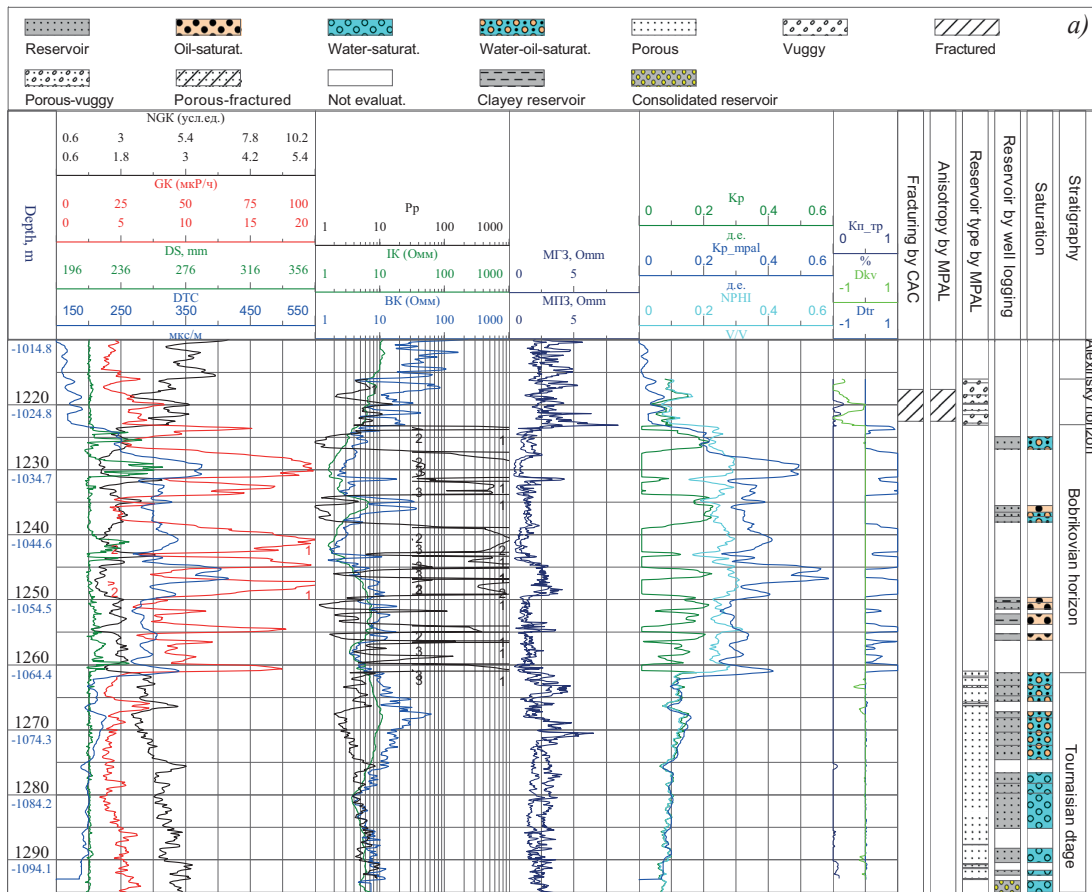 a)
Reservoir Oil-saturat. Water-saturat. Water-oil-saturat. Porous Vuggy Fractured
Porous-vuggy Porous-fractured Not evaluat. Clayey reservoir Consolidated reservoir
Depth, m
NGK (усл.ед.)
0.6 3 5.4 7.8 10.2
0.6 1.8 3 4.2 5.4
GK (мкР/ч)
0 25 50 75 100
0 5 10 15 20
DS, mm
196 236 276 316 356
DTC
150 250 350 450 550
мкс/м
Pp
1 10 100 1000
ИК (Омм)
1 10 100 1000
ВК (Омм)
1 10 100 1000
МГЗ, Omm
0 5
МПЗ, Omm
0 5
Kp
0 0.2 0.4 0.6
д.е.
Kp_mpal
0 0.2 0.4 0.6
д.е.
NPHI
0 0.2 0.4 0.6
V/V
Кп_тр
0 1
%
Dkv
-1 1
Dtr
-1 1
Fracturing by CAC
Anisotropy by MPAL
Reservoir type by MPAL
Reservoir by well logging
Saturation
Stratigraphy
-1014.8
1220
-1024.8
1230
-1034.7
1240
-1044.6
1250
-1054.5
1260
-1064.4
1270
-1074.3
1280
-1084.2
1290
-1094.1
Alexinsky horizon
Bobrikovian horizon
Tournaisian dtage